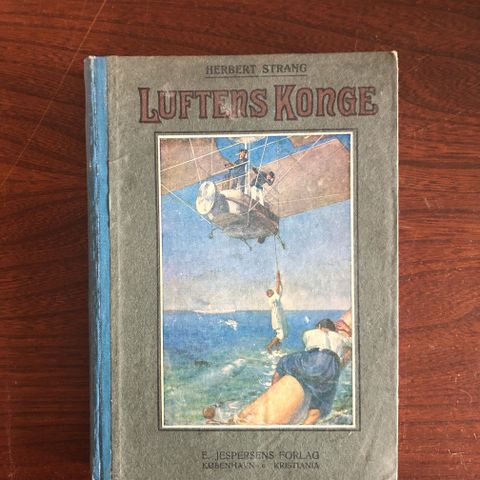 HERBERT STRANG
LUFTENS KONGE
E. JESPERSENS FORLAG
KØBENHAVN - & KRISTIANIA